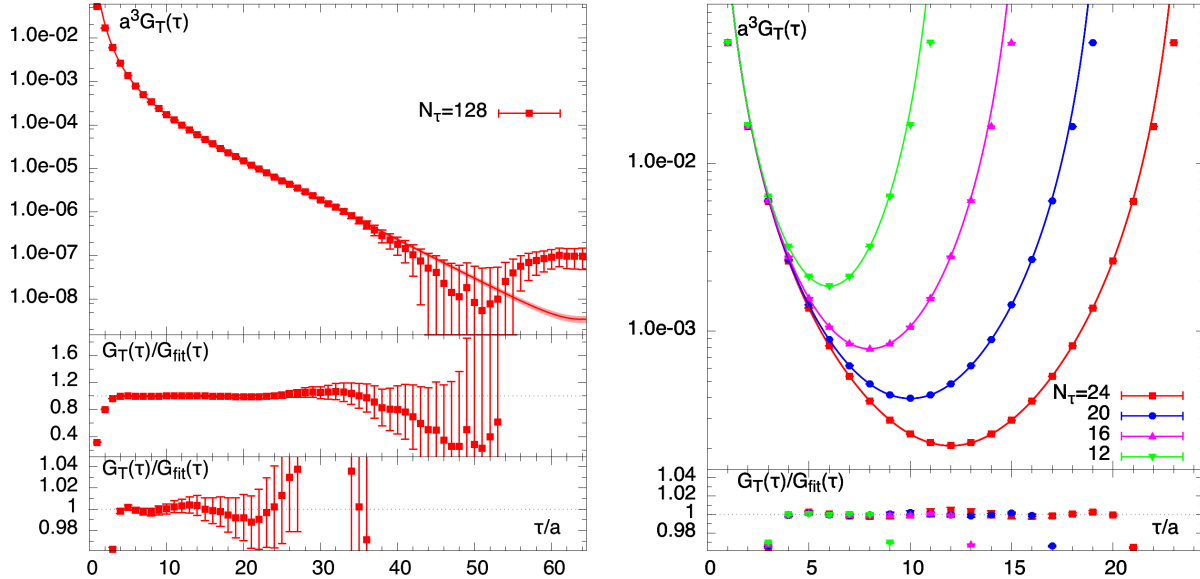 a³G_T(τ)
1.0e-02
1.0e-03
1.0e-04
1.0e-05
1.0e-06
1.0e-07
1.0e-08
N_τ=128
G_T(τ)/G_fit(τ)
1.6
1.2
0.8
0.4
G_T(τ)/G_fit(τ)
1.04
1
0.98
τ/a
0 10 20 30 40 50 60
a³G_T(τ)
1.0e-02
1.0e-03
N_τ=24
20
16
12
G_T(τ)/G_fit(τ)
1.04
1.02
1
0.98
τ/a
0 5 10 15 20